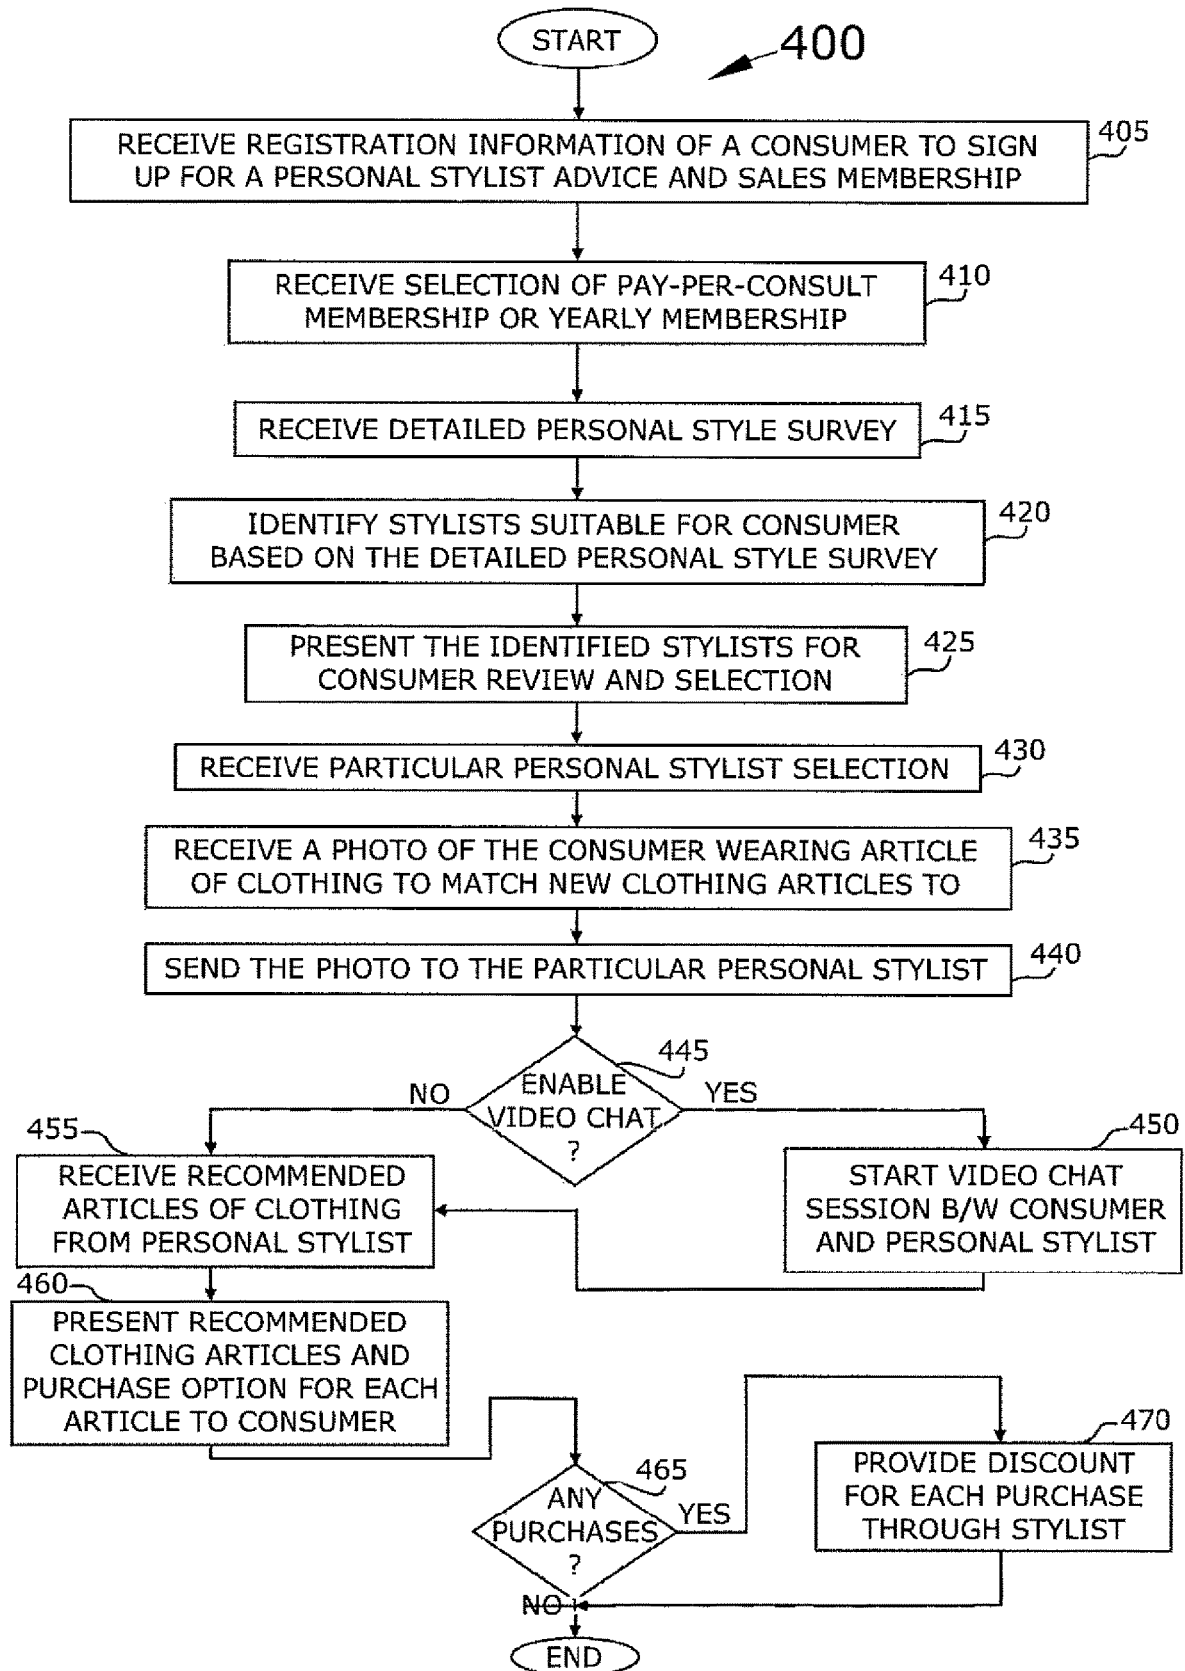 START
400
RECEIVE REGISTRATION INFORMATION OF A CONSUMER TO SIGN
UP FOR A PERSONAL STYLIST ADVICE AND SALES MEMBERSHIP
405
RECEIVE SELECTION OF PAY-PER-CONSULT
MEMBERSHIP OR YEARLY MEMBERSHIP
410
RECEIVE DETAILED PERSONAL STYLE SURVEY
415
IDENTIFY STYLISTS SUITABLE FOR CONSUMER
BASED ON THE DETAILED PERSONAL STYLE SURVEY
420
PRESENT THE IDENTIFIED STYLISTS FOR
CONSUMER REVIEW AND SELECTION
425
RECEIVE PARTICULAR PERSONAL STYLIST SELECTION
430
RECEIVE A PHOTO OF THE CONSUMER WEARING ARTICLE
OF CLOTHING TO MATCH NEW CLOTHING ARTICLES TO
435
SEND THE PHOTO TO THE PARTICULAR PERSONAL STYLIST
440
ENABLE
VIDEO CHAT
?
445
NO
YES
450
START VIDEO CHAT
SESSION B/W CONSUMER
AND PERSONAL STYLIST
455
RECEIVE RECOMMENDED
ARTICLES OF CLOTHING
FROM PERSONAL STYLIST
460
PRESENT RECOMMENDED
CLOTHING ARTICLES AND
PURCHASE OPTION FOR EACH
ARTICLE TO CONSUMER
465
ANY
PURCHASES
?
YES
470
PROVIDE DISCOUNT
FOR EACH PURCHASE
THROUGH STYLIST
NO
END